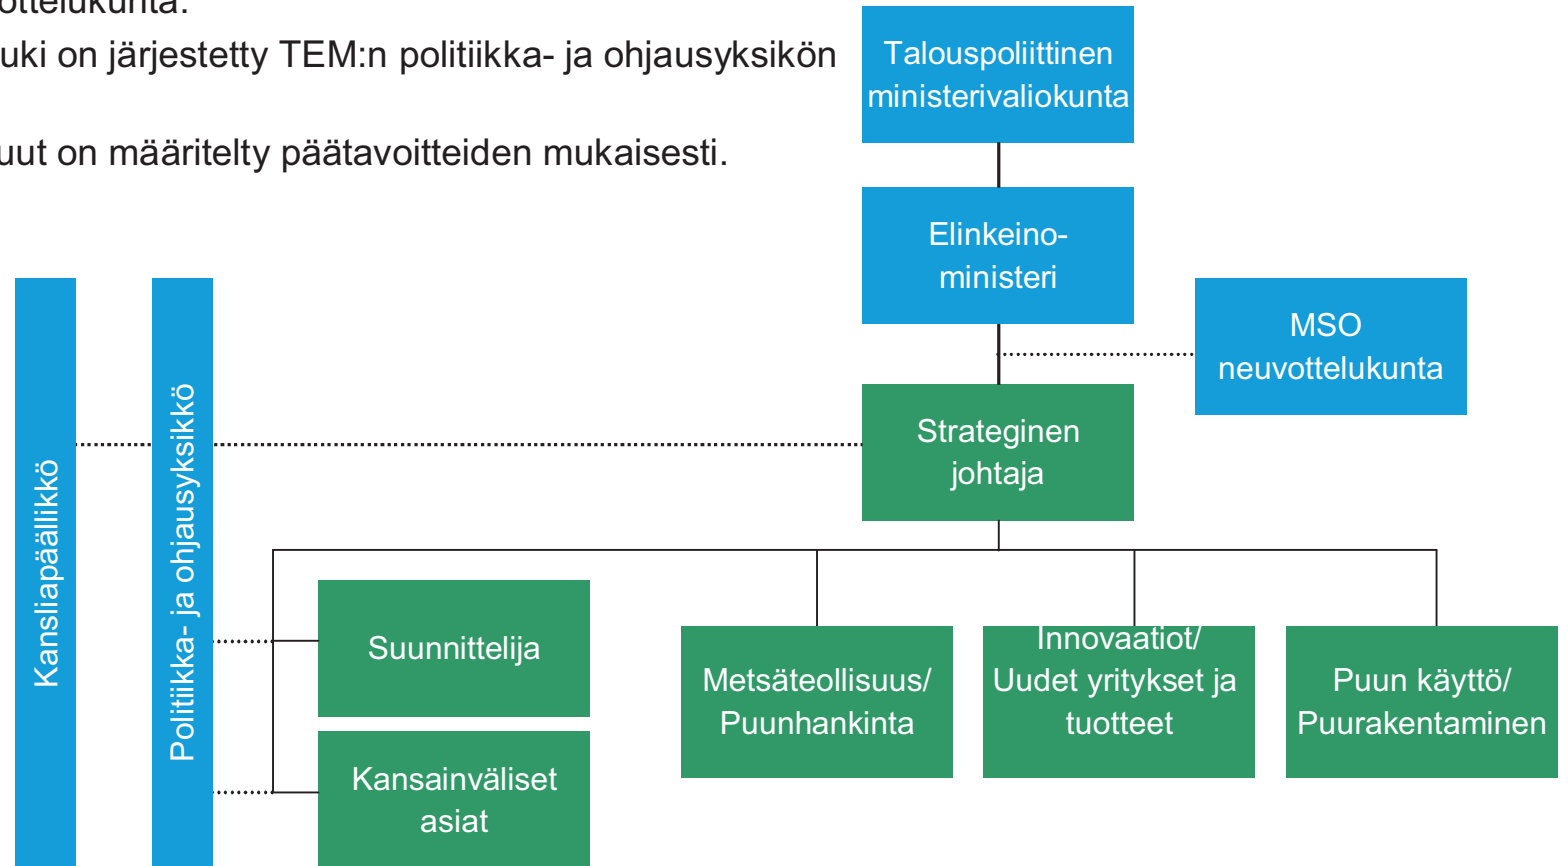 ottelukunta.
uki on järjestetty TEM:n politiikka- ja ohjausyksikön
uut on määritelty päätavoitteiden mukaisesti.
Talouspoliittinen
ministerivaliokunta
Elinkeino-
ministeri
MSO
neuvottelukunta
Strateginen
johtaja
Kansliapäällikkö
Politiikka- ja ohjausyksikkö
Suunnittelija
Kansainväliset
asiat
Metsäteollisuus/
Puunhankinta
Innovaatiot/
Uudet yritykset ja
tuotteet
Puun käyttö/
Puurakentaminen